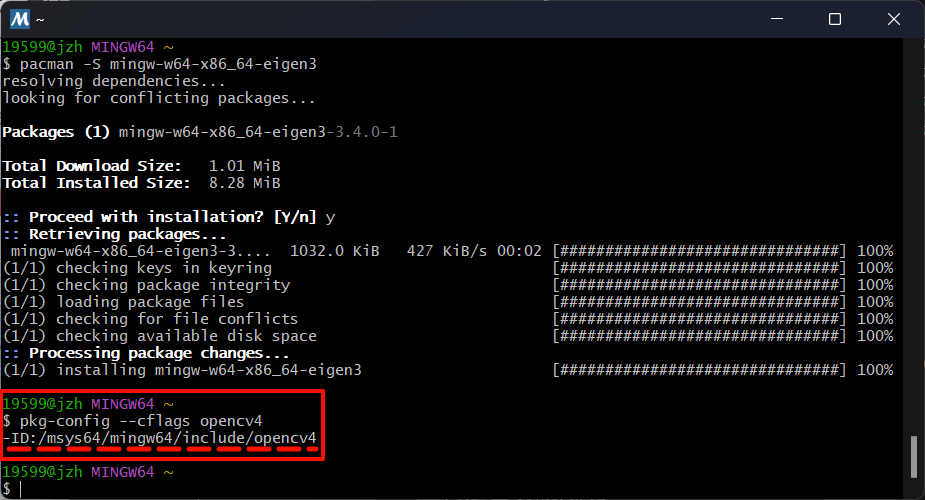 M ~
19599@jzh MINGW64 ~
$ pacman -S mingw-w64-x86_64-eigen3
resolving dependencies...
looking for conflicting packages...
Packages (1) mingw-w64-x86_64-eigen3-3.4.0-1
Total Download Size:   1.01 MiB
Total Installed Size:  8.28 MiB
:: Proceed with installation? [Y/n] y
:: Retrieving packages...
mingw-w64-x86_64-eigen3-3....  1032.0 KiB   427 KiB/s 00:02 [###############################] 100%
(1/1) checking keys in keyring                               [###############################] 100%
(1/1) checking package integrity                             [###############################] 100%
(1/1) loading package files                                  [###############################] 100%
(1/1) checking for file conflicts                            [###############################] 100%
(1/1) checking available disk space                          [###############################] 100%
:: Processing package changes...
(1/1) installing mingw-w64-x86_64-eigen3                     [###############################] 100%
19599@jzh MINGW64 ~
$ pkg-config --cflags opencv4
-ID:/msys64/mingw64/include/opencv4
19599@jzh MINGW64 ~
$